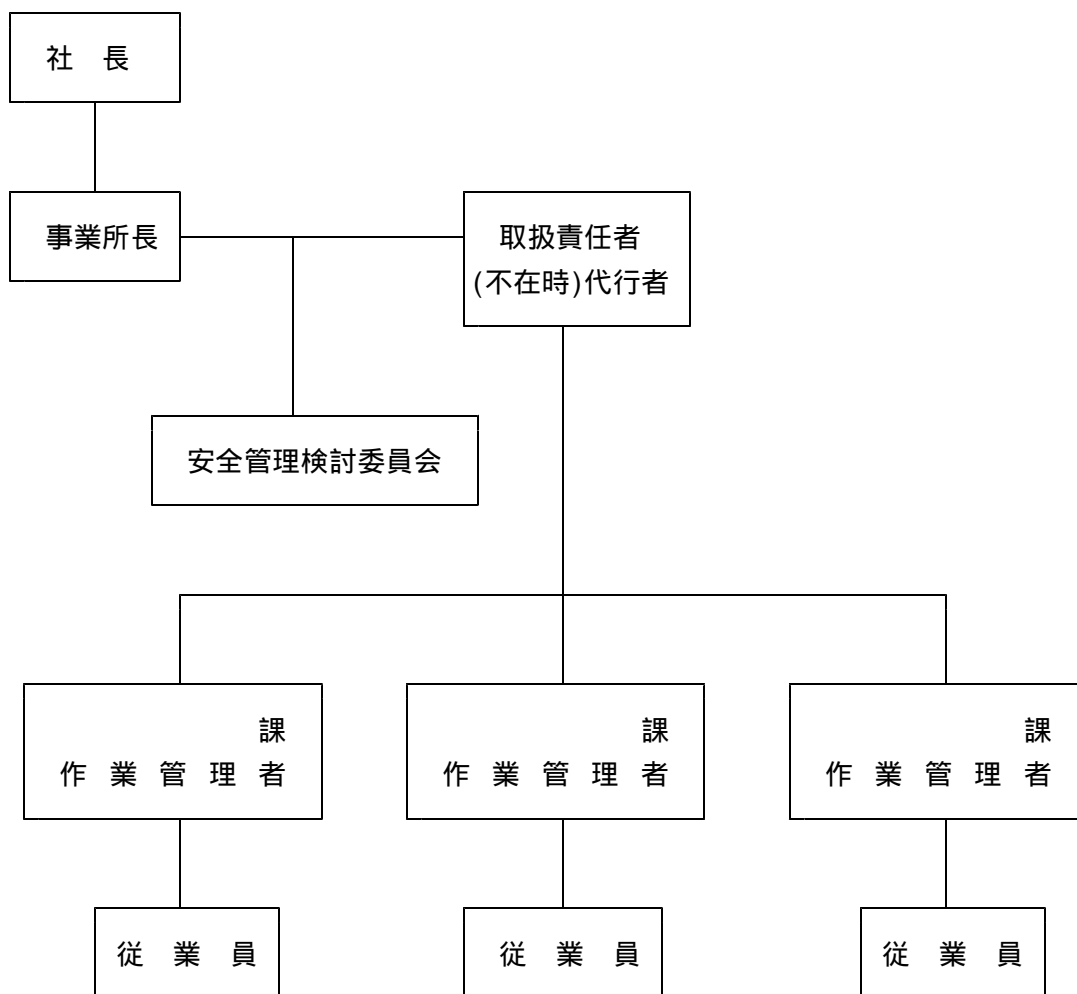 社 長
事業所長
取扱責任者
(不在時)代行者
安全管理検討委員会
課
作 業 管 理 者
課
作 業 管 理 者
課
作 業 管 理 者
従 業 員
従 業 員
従 業 員